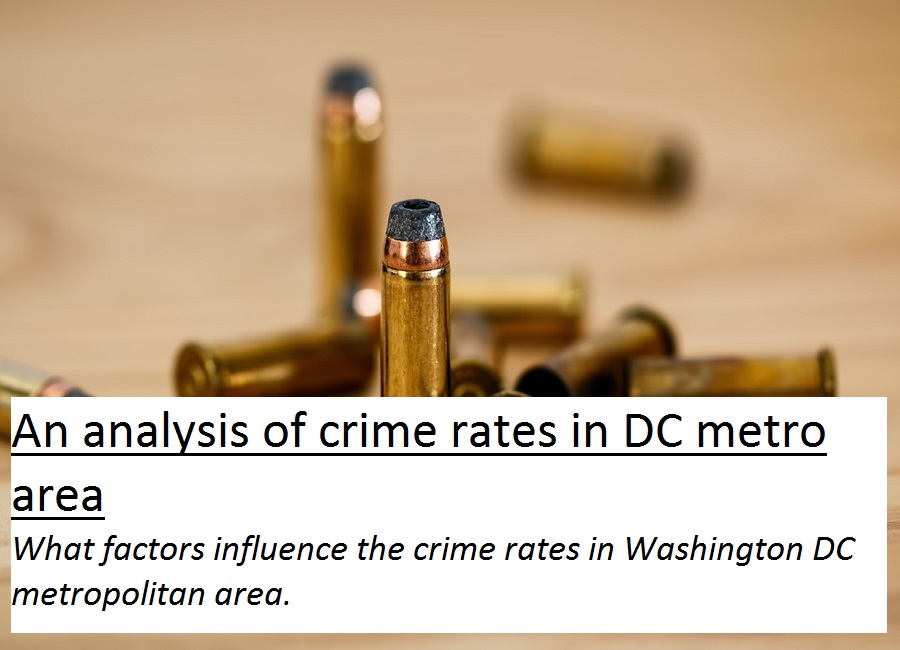 An analysis of crime rates in DC metro
area
What factors influence the crime rates in Washington DC
metropolitan area.